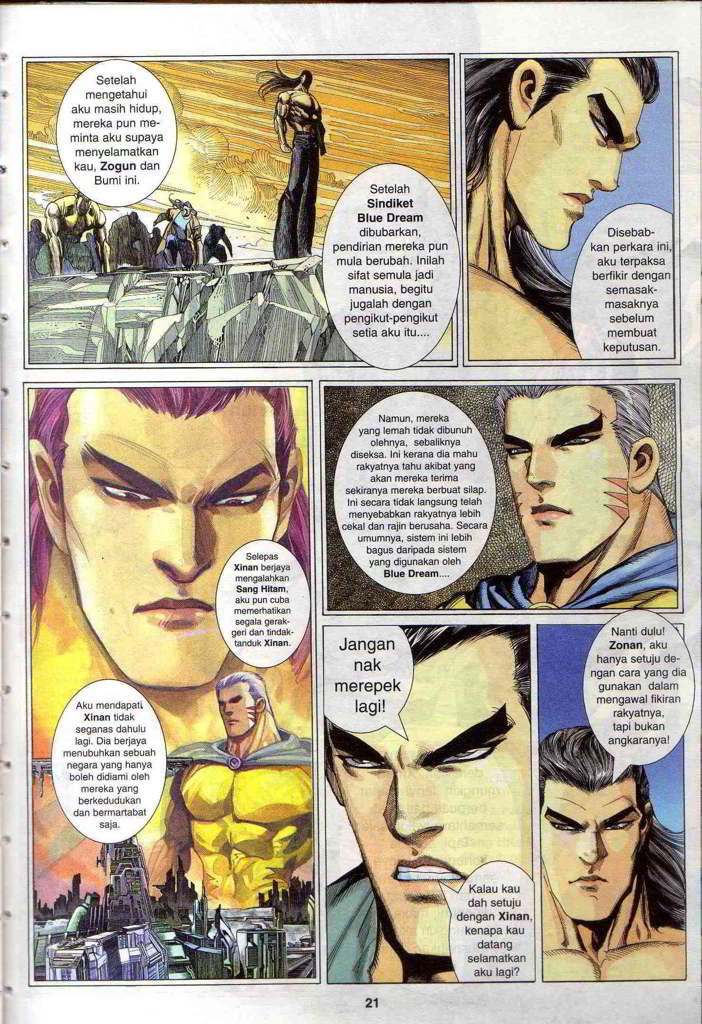 Setelah
mengetahui
aku masih hidup,
mereka pun me-
minta aku supaya
menyelamatkan
kau, Zogun dan
Bumi ini.
Setelah
Sindiket
Blue Dream
dibubarkan,
pendirian mereka pun
mula berubah. Inilah
sifat semula jadi
manusia, begitu
jugalah dengan
pengikut-pengikut
setia aku itu....
Disebab-
kan perkara ini,
aku terpaksa
berfikir dengan
semasak-
masaknya
sebelum
membuat
keputusan.
Selepas
Xinan berjaya
mengalahkan
Sang Hitam,
aku pun cuba
memerhatikan
segala gerak-
geri dan tindak-
tanduk Xinan.
Aku mendapati,
Xinan tidak
seganas dahulu
lagi. Dia berjaya
menubuhkan sebuah
negara yang hanya
boleh didiami oleh
mereka yang
berkedudukan
dan bermartabat
saja.
Namun, mereka
yang lemah tidak dibunuh
olehnya, sebaliknya
diseksa. Ini kerana dia mahu
rakyatnya tahu akibat yang
akan mereka terima
sekiranya mereka berbuat silap.
Ini secara tidak langsung telah
menyebabkan rakyatnya lebih
cekal dan rajin berusaha. Secara
umumnya, sistem ini lebih
bagus daripada sistem
yang digunakan oleh
Blue Dream....
Jangan
nak
merepek
lagi!
Kalau kau
dah setuju
dengan Xinan,
kenapa kau
datang
selamatkan
aku lagi?
Nanti dulu!
Zonan, aku
hanya setuju de-
ngan cara yang dia
gunakan dalam
mengawal fikiran
rakyatnya,
tapi bukan
angkaranya!
21